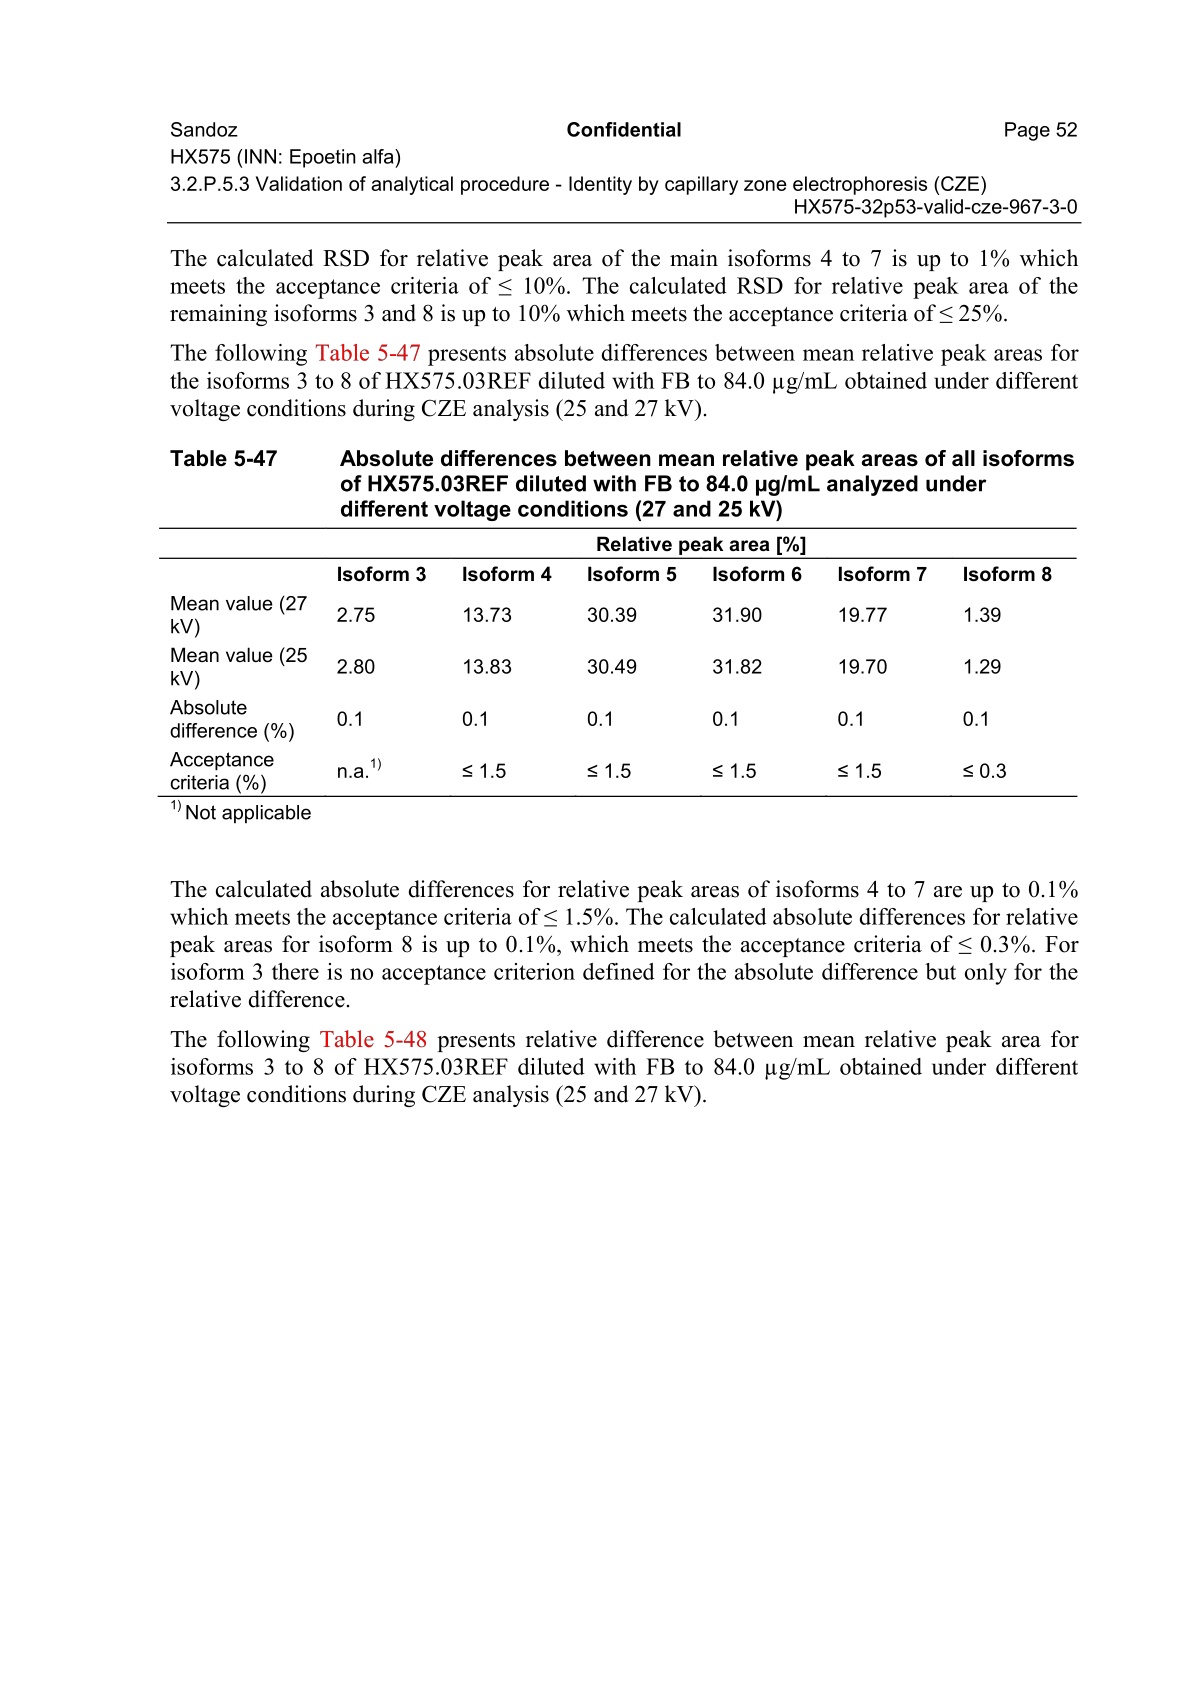 Sandoz Confidential Page 52
HX575 (INN: Epoetin alfa)
3.2.P.5.3 Validation of analytical procedure - Identity by capillary zone electrophoresis (CZE)
HX575-32p53-valid-cze-967-3-0
The calculated RSD for relative peak area of the main isoforms 4 to 7 is up to 1% which
meets the acceptance criteria of ≤ 10%. The calculated RSD for relative peak area of the
remaining isoforms 3 and 8 is up to 10% which meets the acceptance criteria of ≤ 25%.
The following Table 5-47 presents absolute differences between mean relative peak areas for
the isoforms 3 to 8 of HX575.03REF diluted with FB to 84.0 µg/mL obtained under different
voltage conditions during CZE analysis (25 and 27 kV).
Table 5-47 Absolute differences between mean relative peak areas of all isoforms
of HX575.03REF diluted with FB to 84.0 µg/mL analyzed under
different voltage conditions (27 and 25 kV)
Relative peak area [%]
Isoform 3 Isoform 4 Isoform 5 Isoform 6 Isoform 7 Isoform 8
Mean value (27
kV) 2.75 13.73 30.39 31.90 19.77 1.39
Mean value (25
kV) 2.80 13.83 30.49 31.82 19.70 1.29
Absolute
difference (%) 0.1 0.1 0.1 0.1 0.1 0.1
Acceptance
criteria (%) n.a.1) ≤ 1.5 ≤ 1.5 ≤ 1.5 ≤ 1.5 ≤ 0.3
1) Not applicable
The calculated absolute differences for relative peak areas of isoforms 4 to 7 are up to 0.1%
which meets the acceptance criteria of ≤ 1.5%. The calculated absolute differences for relative
peak areas for isoform 8 is up to 0.1%, which meets the acceptance criteria of ≤ 0.3%. For
isoform 3 there is no acceptance criterion defined for the absolute difference but only for the
relative difference.
The following Table 5-48 presents relative difference between mean relative peak area for
isoforms 3 to 8 of HX575.03REF diluted with FB to 84.0 µg/mL obtained under different
voltage conditions during CZE analysis (25 and 27 kV).